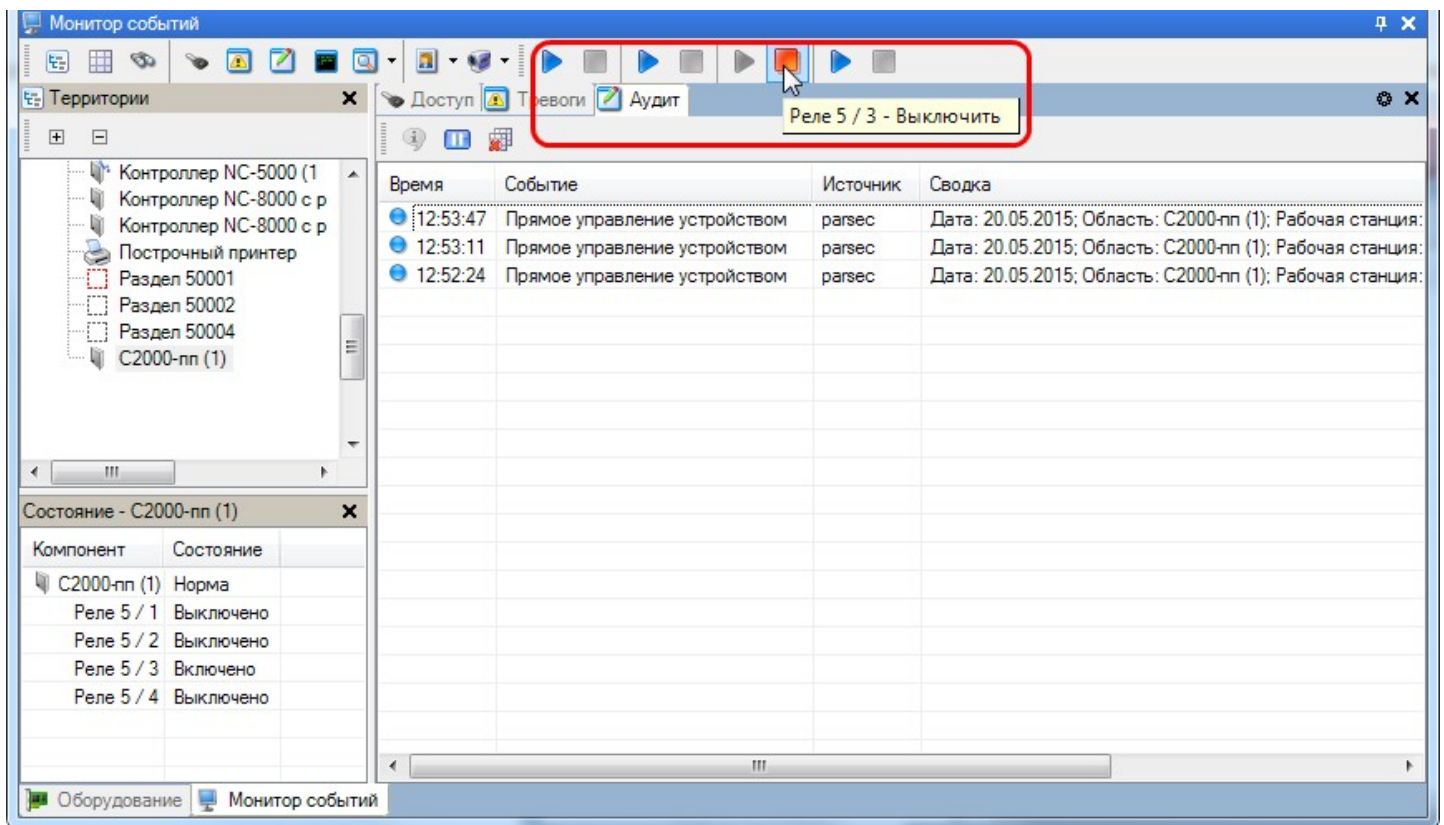 Монитор событий
Территории
Доступ
Тревоги
Аудит
Реле 5 / 3 - Выключить
Контроллер NC-5000 (1
Контроллер NC-8000 с р
Контроллер NC-8000 с р
Построчный принтер
Раздел 50001
Раздел 50002
Раздел 50004
С2000-пп (1)
Время Событие Источник Сводка
12:53:47 Прямое управление устройством parsec Дата: 20.05.2015; Область: С2000-пп (1); Рабочая станция:
12:53:11 Прямое управление устройством parsec Дата: 20.05.2015; Область: С2000-пп (1); Рабочая станция:
12:52:24 Прямое управление устройством parsec Дата: 20.05.2015; Область: С2000-пп (1); Рабочая станция:
Состояние - С2000-пп (1)
Компонент Состояние
С2000-пп (1) Норма
Реле 5 / 1 Выключено
Реле 5 / 2 Выключено
Реле 5 / 3 Включено
Реле 5 / 4 Выключено
Оборудование
Монитор событий